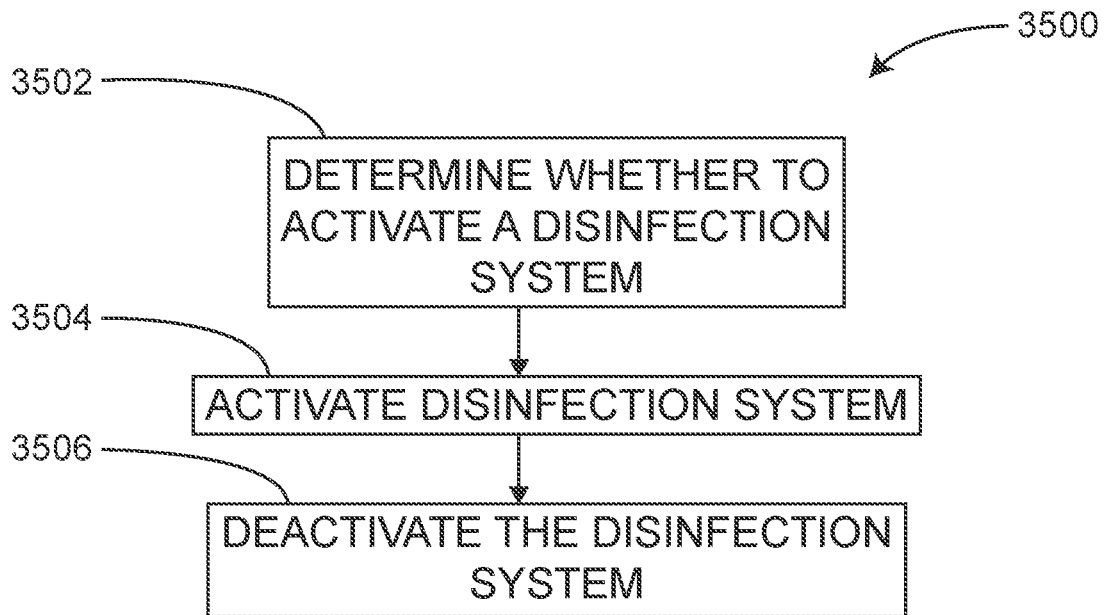 3500
3502
DETERMINE WHETHER TO
ACTIVATE A DISINFECTION
SYSTEM
3504
ACTIVATE DISINFECTION SYSTEM
3506
DEACTIVATE THE DISINFECTION
SYSTEM